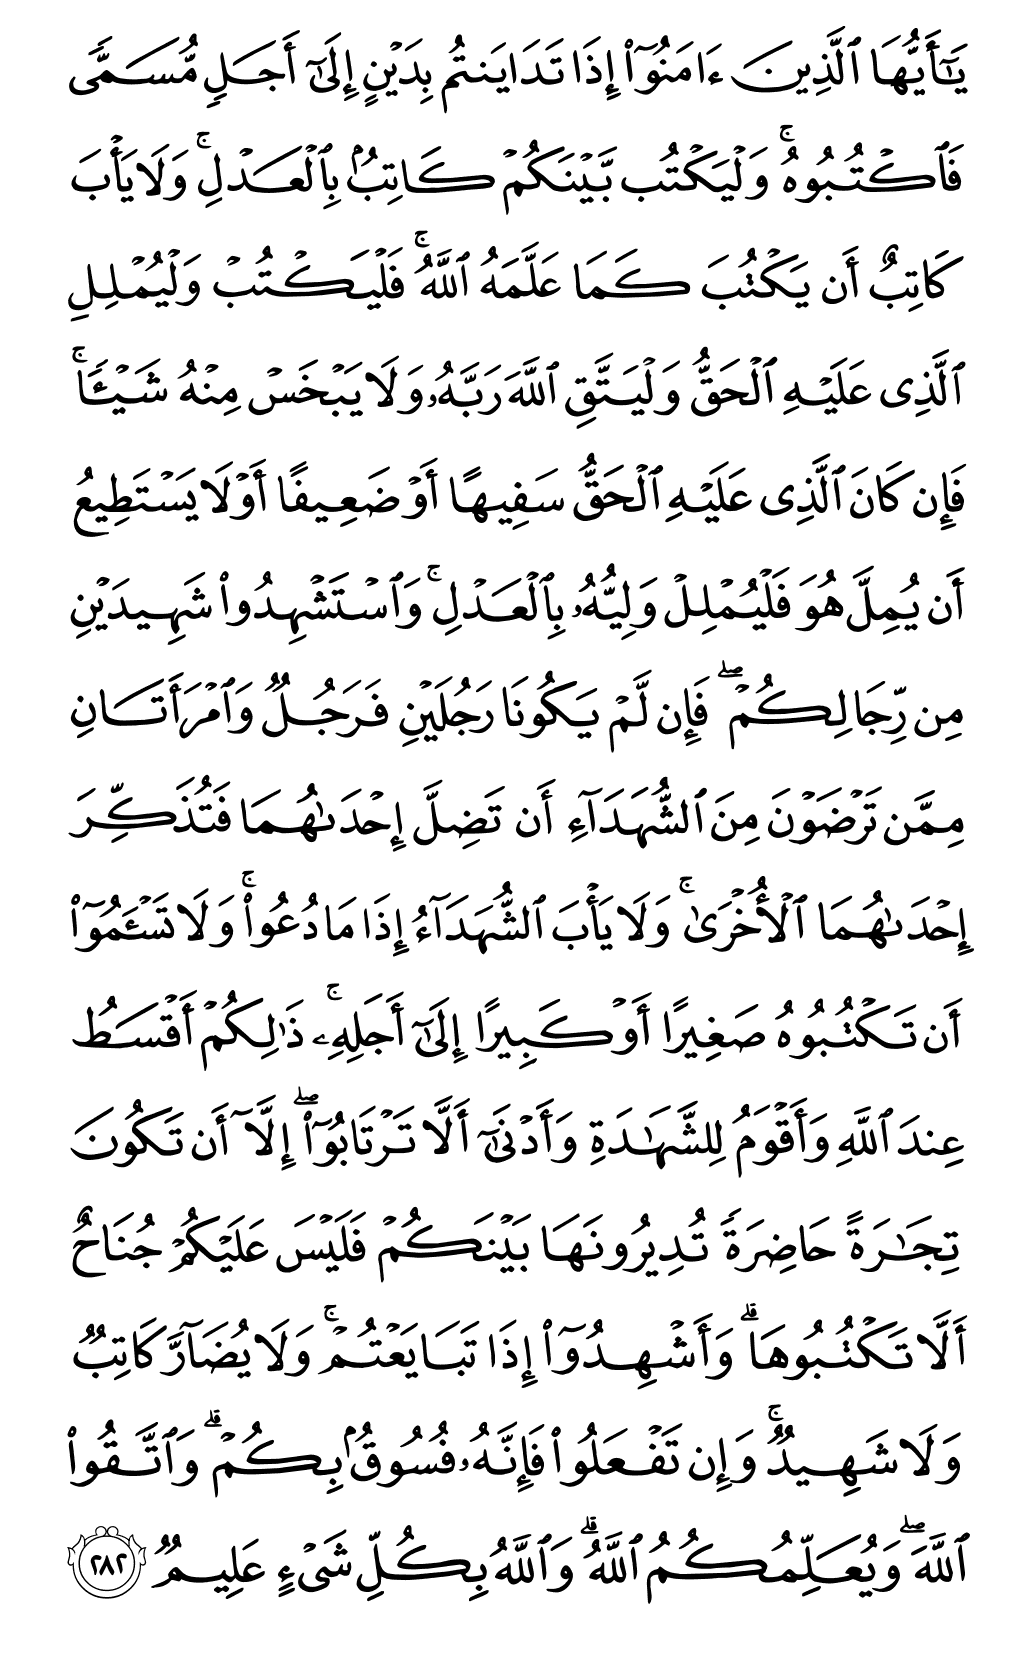 يَـٰٓأَيُّهَا ٱلَّذِينَ ءَامَنُوٓا۟ إِذَا تَدَايَنتُم بِدَيْنٍ إِلَىٰٓ أَجَلٍ مُّسَمًّى
فَٱكْتُبُوهُ ۚ وَلْيَكْتُب بَّيْنَكُمْ كَاتِبٌۢ بِٱلْعَدْلِ ۚ وَلَا يَأْبَ
كَاتِبٌ أَن يَكْتُبَ كَمَا عَلَّمَهُ ٱللَّهُ ۚ فَلْيَكْتُبْ وَلْيُمْلِلِ
ٱلَّذِى عَلَيْهِ ٱلْحَقُّ وَلْيَتَّقِ ٱللَّهَ رَبَّهُۥ وَلَا يَبْخَسْ مِنْهُ شَيْـًٔا ۚ
فَإِن كَانَ ٱلَّذِى عَلَيْهِ ٱلْحَقُّ سَفِيهًا أَوْ ضَعِيفًا أَوْ لَا يَسْتَطِيعُ
أَن يُمِلَّ هُوَ فَلْيُمْلِلْ وَلِيُّهُۥ بِٱلْعَدْلِ ۚ وَٱسْتَشْهِدُوا۟ شَهِيدَيْنِ
مِن رِّجَالِكُمْ ۖ فَإِن لَّمْ يَكُونَا رَجُلَيْنِ فَرَجُلٌ وَٱمْرَأَتَانِ
مِمَّن تَرْضَوْنَ مِنَ ٱلشُّهَدَآءِ أَن تَضِلَّ إِحْدَىٰهُمَا فَتُذَكِّرَ
إِحْدَىٰهُمَا ٱلْأُخْرَىٰ ۚ وَلَا يَأْبَ ٱلشُّهَدَآءُ إِذَا مَا دُعُوا۟ ۚ وَلَا تَسْـَٔمُوٓا۟
أَن تَكْتُبُوهُ صَغِيرًا أَوْ كَبِيرًا إِلَىٰٓ أَجَلِهِۦ ۚ ذَٰلِكُمْ أَقْسَطُ
عِندَ ٱللَّهِ وَأَقْوَمُ لِلشَّهَـٰدَةِ وَأَدْنَىٰٓ أَلَّا تَرْتَابُوٓا۟ ۖ إِلَّآ أَن تَكُونَ
تِجَـٰرَةً حَاضِرَةً تُدِيرُونَهَا بَيْنَكُمْ فَلَيْسَ عَلَيْكُمْ جُنَاحٌ
أَلَّا تَكْتُبُوهَا ۗ وَأَشْهِدُوٓا۟ إِذَا تَبَايَعْتُمْ ۚ وَلَا يُضَآرَّ كَاتِبٌ
وَلَا شَهِيدٌ ۚ وَإِن تَفْعَلُوا۟ فَإِنَّهُۥ فُسُوقٌۢ بِكُمْ ۗ وَٱتَّقُوا۟
ٱللَّهَ ۖ وَيُعَلِّمُكُمُ ٱللَّهُ ۗ وَٱللَّهُ بِكُلِّ شَىْءٍ عَلِيمٌ ٢٨٢